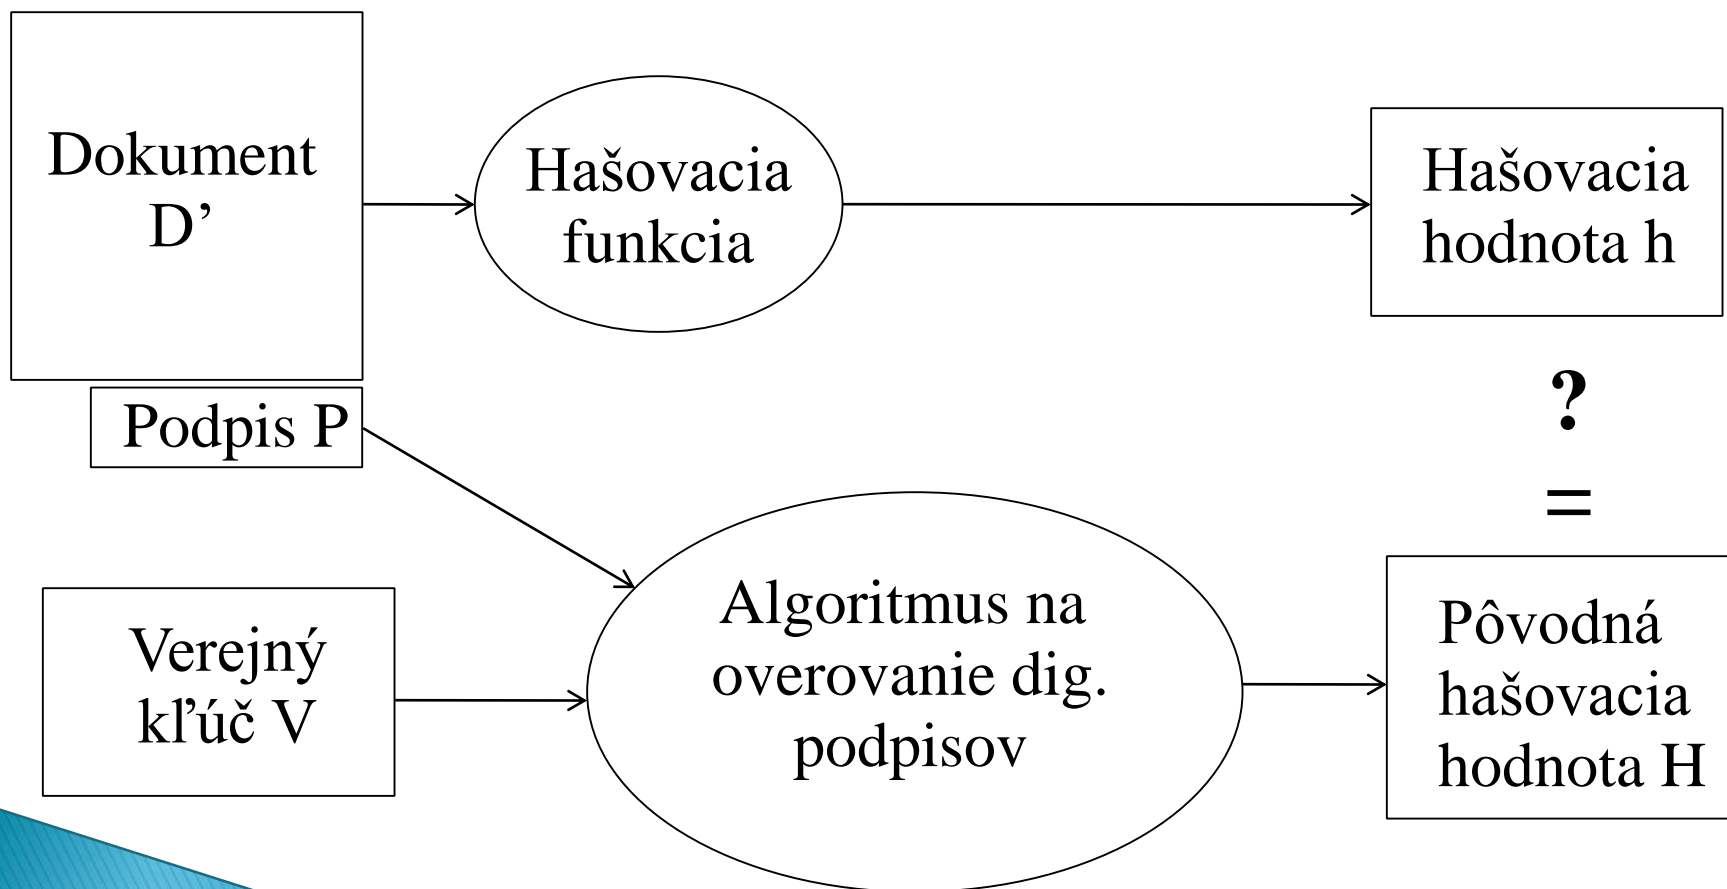 Dokument
D’
Hašovacia
funkcia
Hašovacia
hodnota h
Podpis P
?
=
Verejný
kľúč V
Algoritmus na
overovanie dig.
podpisov
Pôvodná
hašovacia
hodnota H